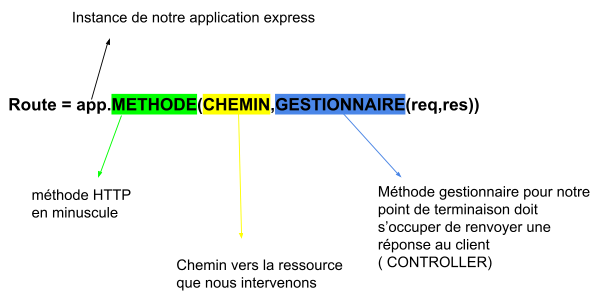 Instance de notre application express
Route = app.METHODE(CHEMIN,GESTIONNAIRE(req,res))
méthode HTTP
en minuscule
Chemin vers la ressource
que nous intervenons
Méthode gestionnaire pour notre
point de terminaison doit
s’occuper de renvoyer une
réponse au client
( CONTROLLER)